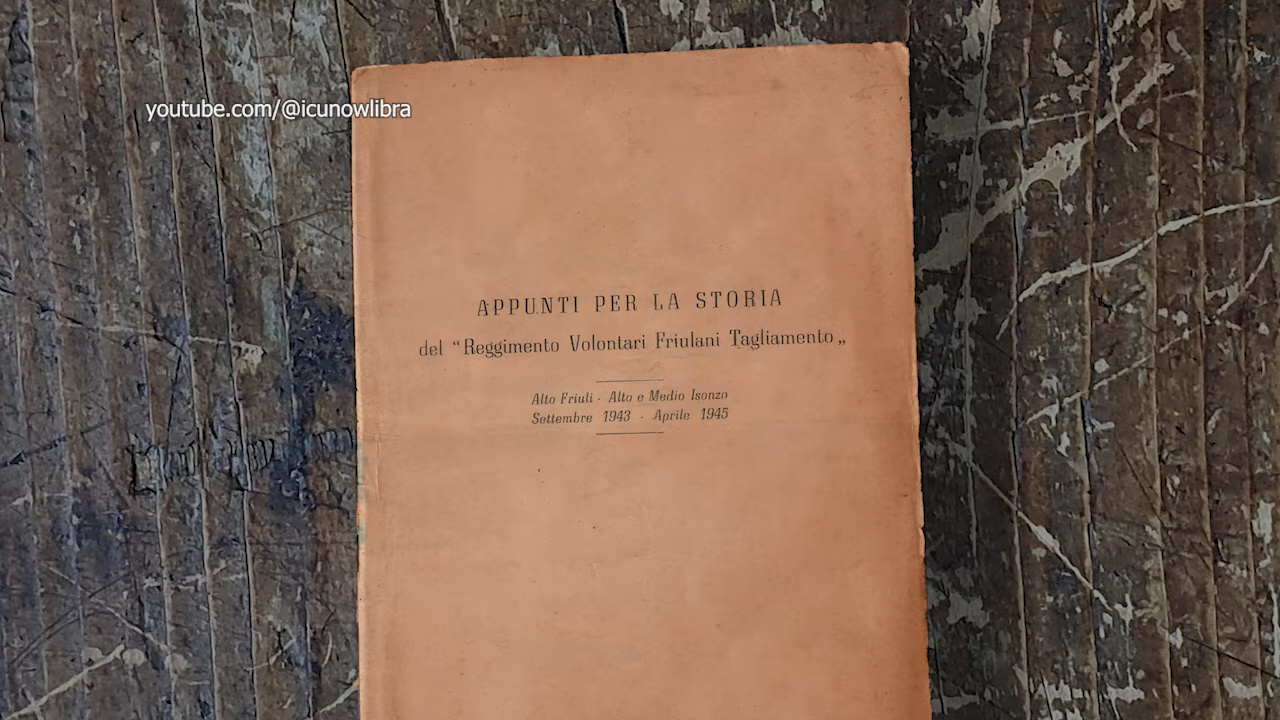 youtube.com/@icunowlibra
APPUNTI PER LA STORIA
del “Reggimento Volontari Friulani Tagliamento„
Alto Friuli - Alto e Medio Isonzo
Settembre 1943 - Aprile 1945